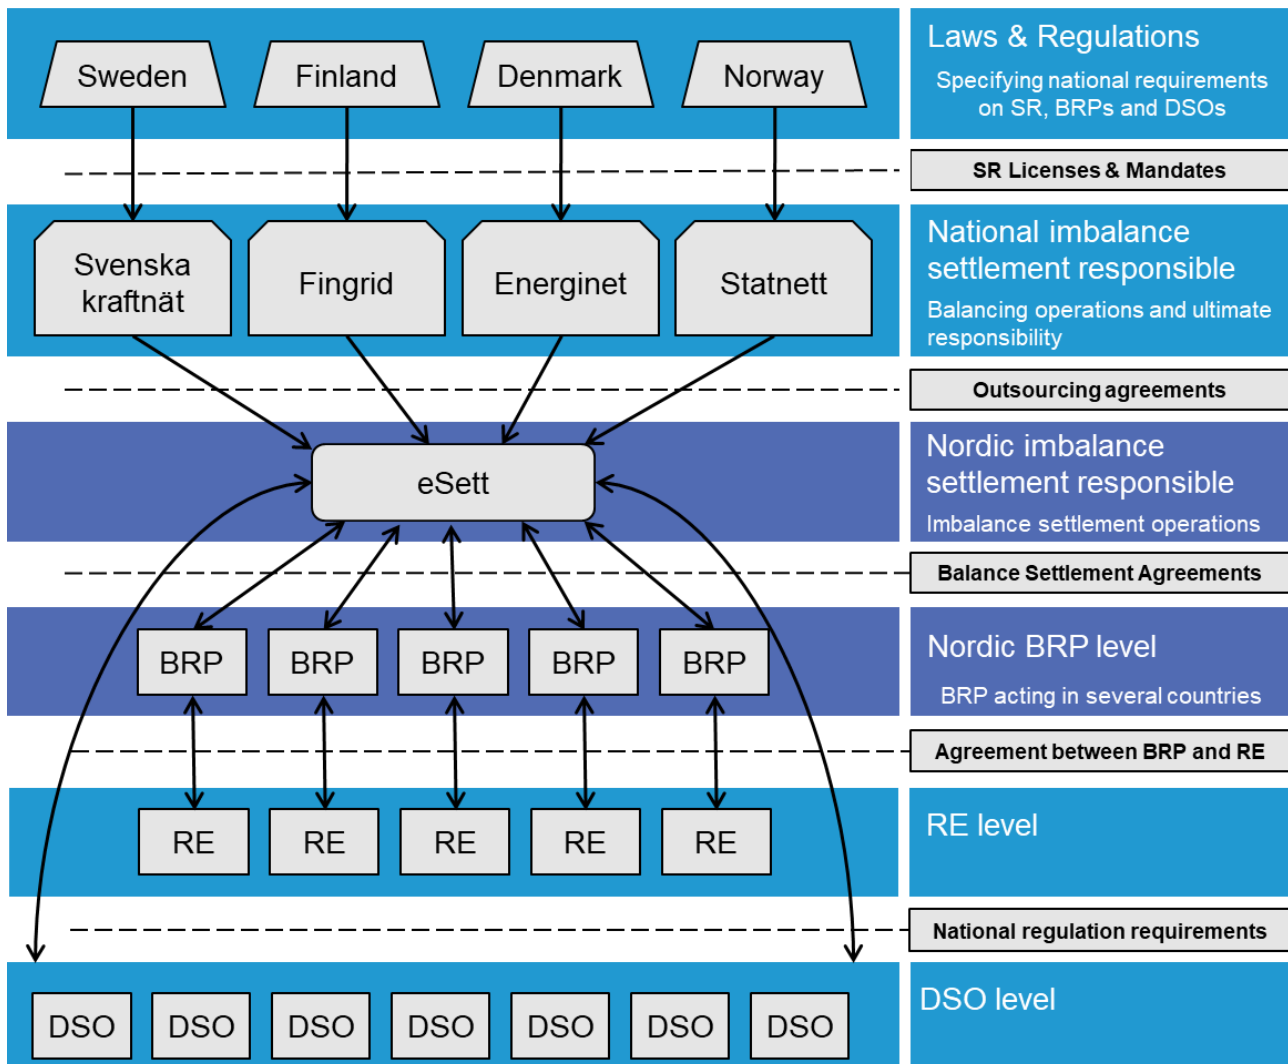 Sweden
Finland
Denmark
Norway
Laws & Regulations
Specifying national requirements
on SR, BRPs and DSOs
SR Licenses & Mandates
Svenska
kraftnät
Fingrid
Energinet
Statnett
National imbalance
settlement responsible
Balancing operations and ultimate
responsibility
Outsourcing agreements
eSett
Nordic imbalance
settlement responsible
Imbalance settlement operations
Balance Settlement Agreements
BRP
BRP
BRP
BRP
BRP
Nordic BRP level
BRP acting in several countries
Agreement between BRP and RE
RE
RE
RE
RE
RE
RE level
National regulation requirements
DSO
DSO
DSO
DSO
DSO
DSO
DSO
DSO level